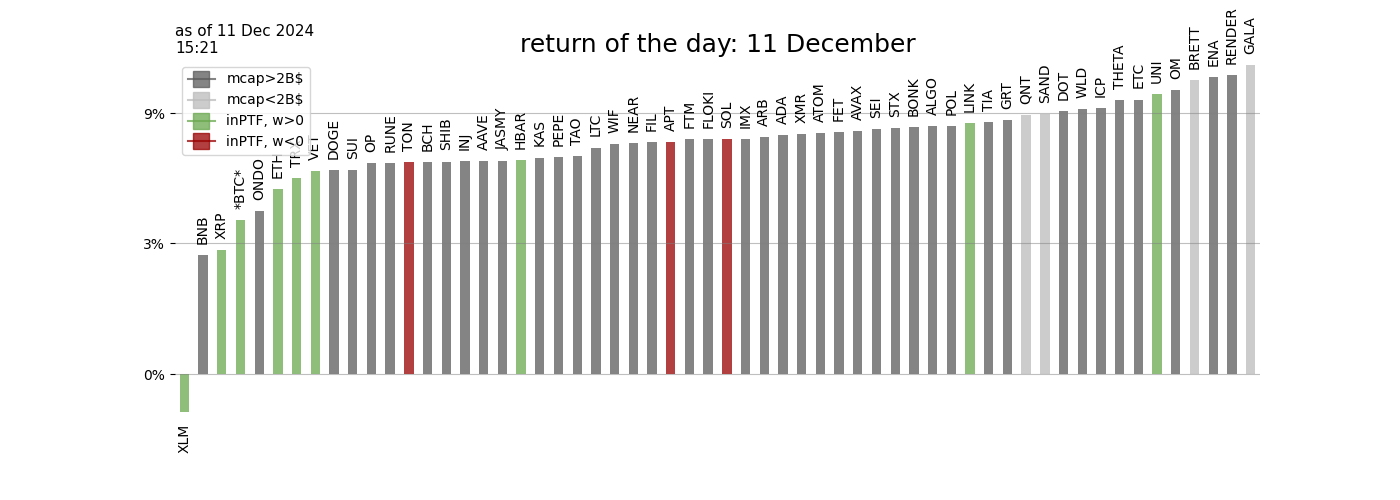 as of 11 Dec 2024
15:21
return of the day: 11 December
mcap>2B$
mcap<2B$
inPTF, w>0
inPTF, w<0
9%
3%
0%
XLM
BNB
XRP
*BTC*
ONDO
ETH
VET
DOGE
SUI
OP
RUNE
TON
BCH
SHIB
INJ
AAVE
JASMY
HBAR
KAS
PEPE
TAO
LTC
WIF
NEAR
FIL
APT
FTM
FLOKI
SOL
IMX
ARB
ADA
XMR
ATOM
FET
AVAX
SEI
STX
BONK
ALGO
POL
LINK
TIA
GRT
QNT
SAND
DOT
WLD
ICP
THETA
ETC
UNI
OM
BRETT
ENA
RENDER
GALA